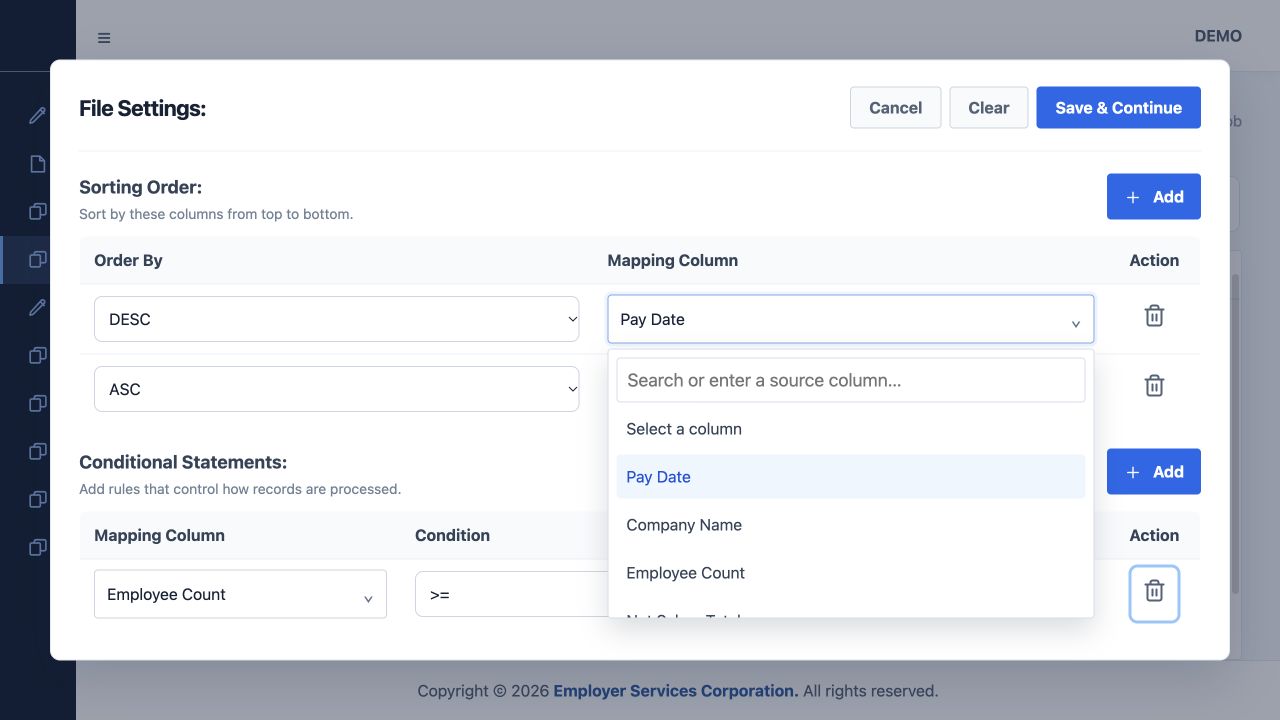 DEMO
File Settings:
Cancel
Clear
Save & Continue
Sorting Order:
Sort by these columns from top to bottom.
+ Add
Order By
Mapping Column
Action
DESC
Pay Date
ASC
Search or enter a source column...
Select a column
Pay Date
Company Name
Employee Count
Conditional Statements:
Add rules that control how records are processed.
+ Add
Mapping Column
Condition
Action
Employee Count
>=
Copyright © 2026 Employer Services Corporation. All rights reserved.